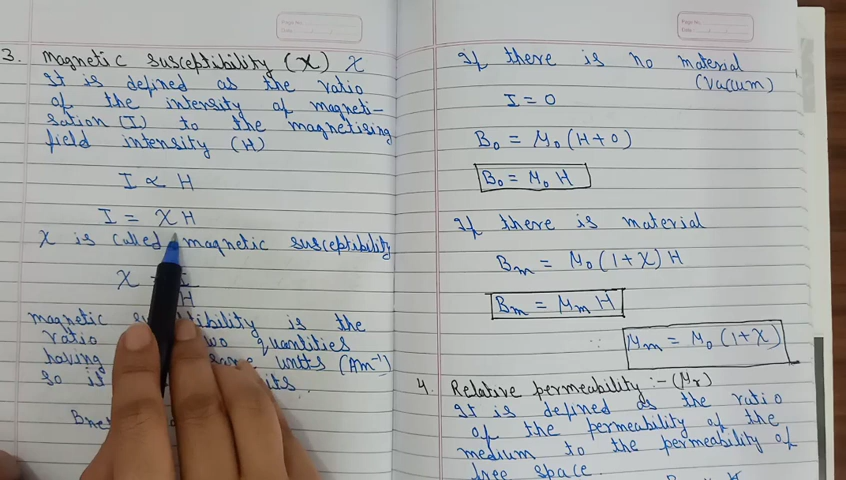 3. Magnetic susceptibility (χ) χ
It is defined as the ratio
of the intensity of magneti-
sation (I) to the magnetising
field intensity (H)
I ∝ H
I = χH
χ is called magnetic susceptibility
χ = I
H
magnetic is the
ratio two quantities
having same units (Am⁻¹)
so it
If there is no material
(Vaccum)
I = 0
B₀ = μ₀(H+0)
B₀ = μ₀ H
If there is material
Bm = μ₀(1+χ)H
Bm = μm H
∵ μm = μ₀ (1+χ)
4. Relative permeability :- (μr)
It is defined as the ratio
of the permeability of the
medium to the permeability of
free space.